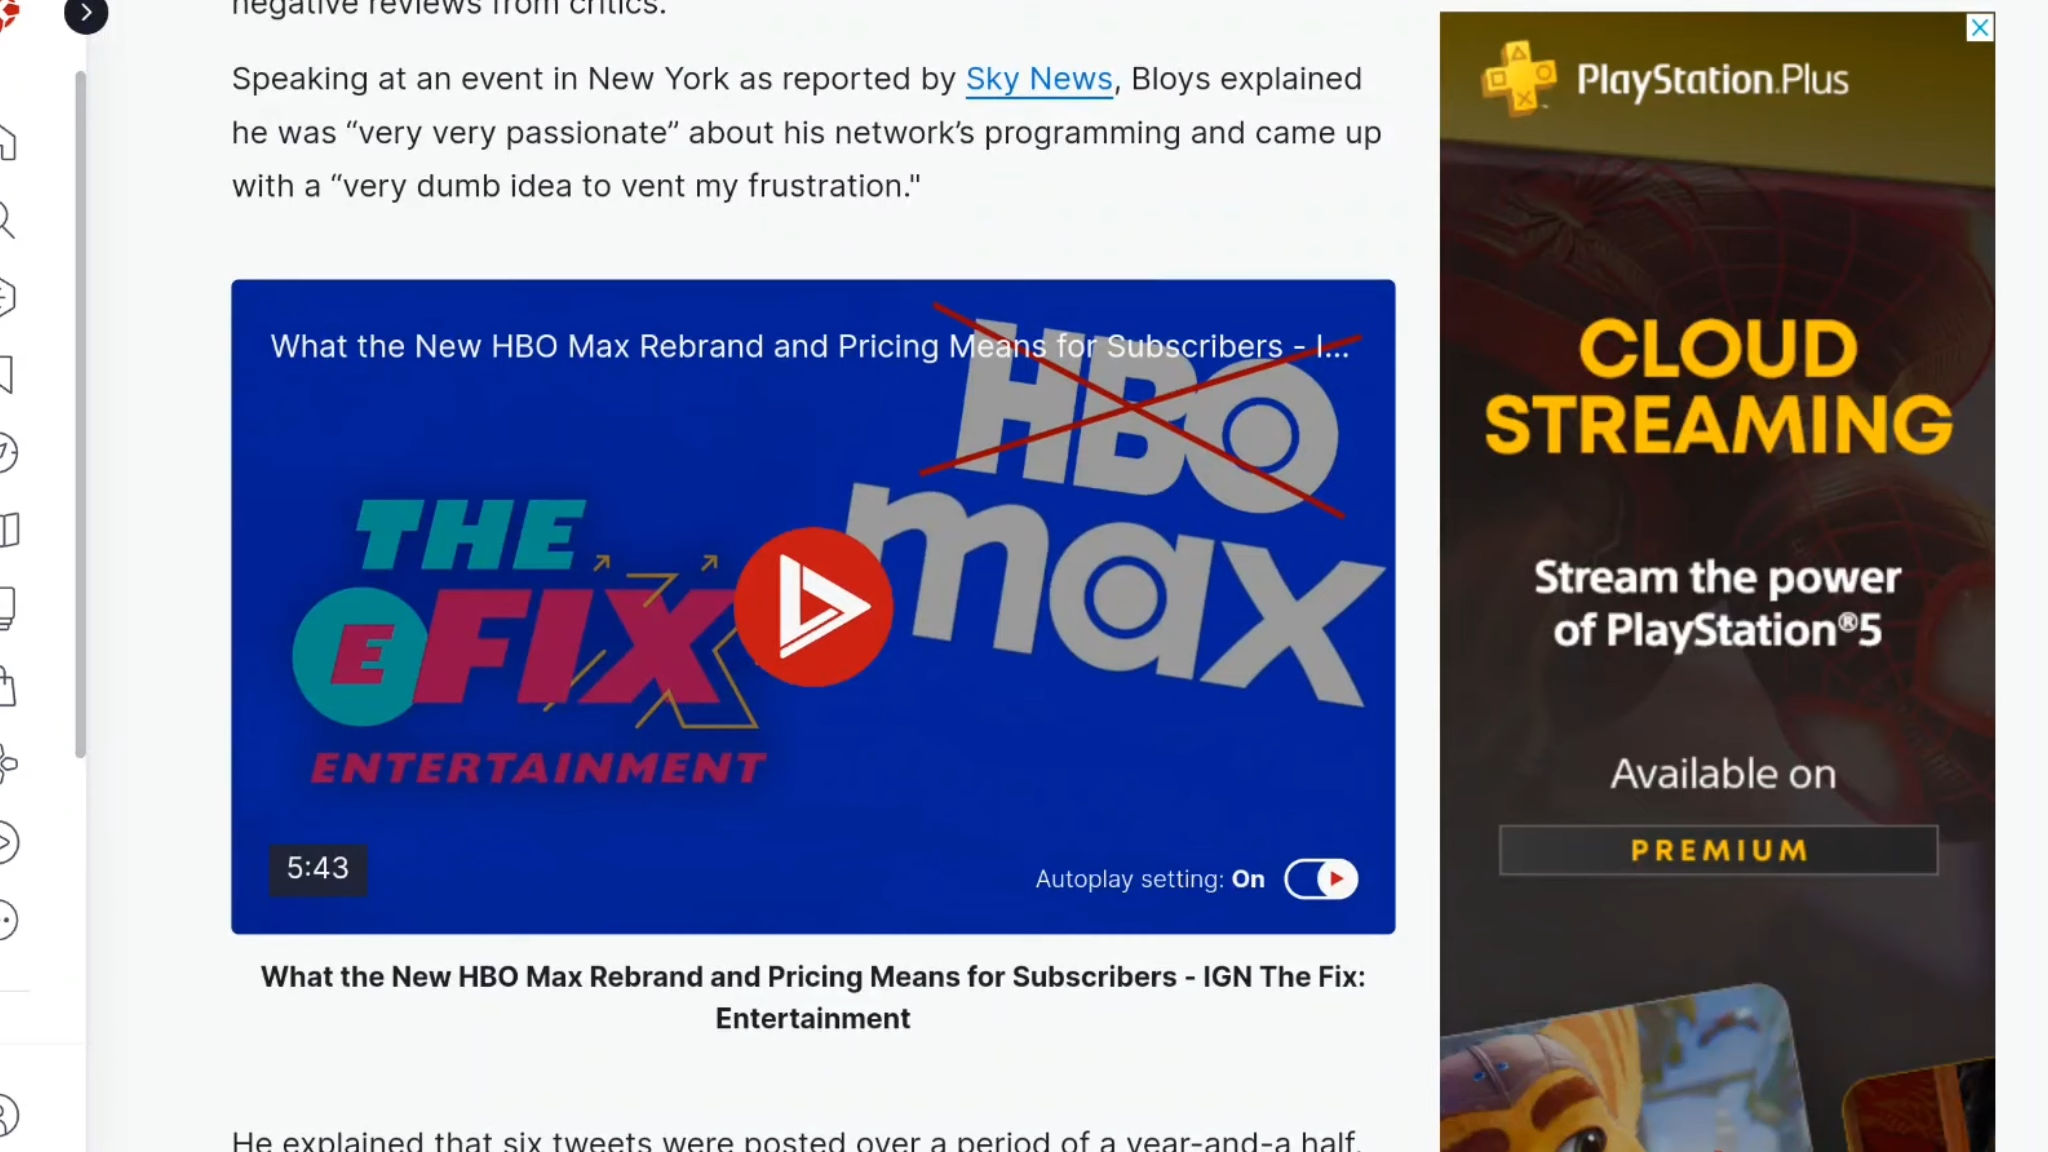 negative reviews from critics.
Speaking at an event in New York as reported by Sky News, Bloys explained
he was “very very passionate” about his network’s programming and came up
with a “very dumb idea to vent my frustration."
What the New HBO Max Rebrand and Pricing Means for Subscribers - I...
HBO
max
THE
E FIX
ENTERTAINMENT
5:43
Autoplay setting: On
What the New HBO Max Rebrand and Pricing Means for Subscribers - IGN The Fix:
Entertainment
He explained that six tweets were posted over a period of a year-and-a half,
PlayStation.Plus
CLOUD
STREAMING
Stream the power
of PlayStation®5
Available on
PREMIUM